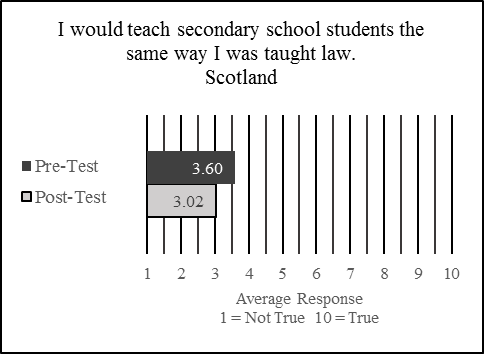 I would teach secondary school students the
same way I was taught law.
Scotland
Pre-Test
3.60
Post-Test
3.02
1 2 3 4 5 6 7 8 9 10
Average Response
1 = Not True 10 = True